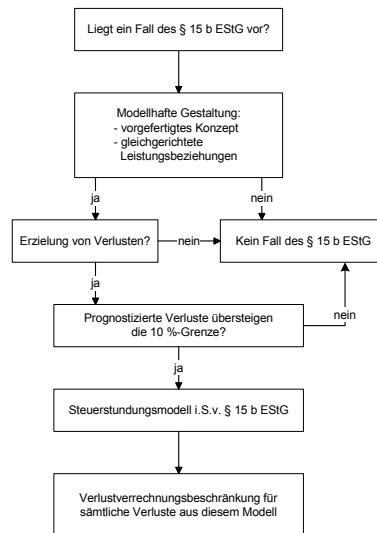 Liegt ein Fall des § 15 b EStG vor?
Modellhafte Gestaltung:
- vorgefertigtes Konzept
- gleichgerichtete
Leistungsbeziehungen
ja
nein
Erzielung von Verlusten?
nein
Kein Fall des § 15 b EStG
ja
nein
Prognostizierte Verluste übersteigen
die 10 %-Grenze?
ja
Steuerstundungsmodell i.S.v. § 15 b EStG
Verlustverrechnungsbeschränkung für
sämtliche Verluste aus diesem Modell